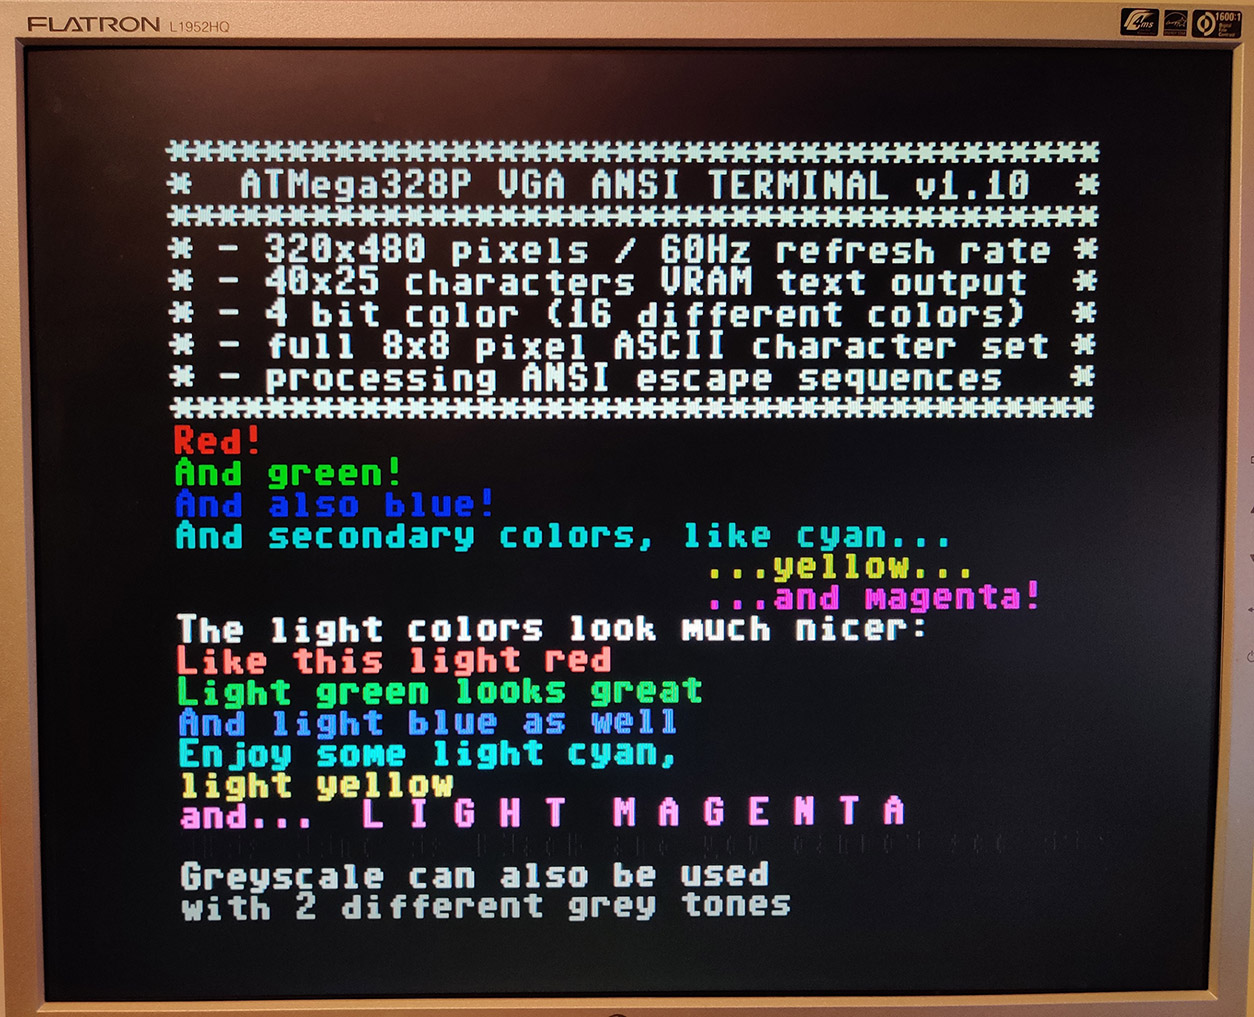 FLATRON L1952HQ
4ms
1600:1
****************************************
*  ATMega328P VGA ANSI TERMINAL v1.10  *
****************************************
* - 320x480 pixels / 60Hz refresh rate *
* - 40x25 characters VRAM text output  *
* - 4 bit color (16 different colors)  *
* - full 8x8 pixel ASCII character set *
* - processing ANSI escape sequences   *
****************************************
Red!
And green!
And also blue!
And secondary colors, like cyan...
...yellow...
...and magenta!
The light colors look much nicer:
Like this light red
Light green looks great
And light blue as well
Enjoy some light cyan,
light yellow
and... L I G H T  M A G E N T A
Greyscale can also be used
with 2 different grey tones